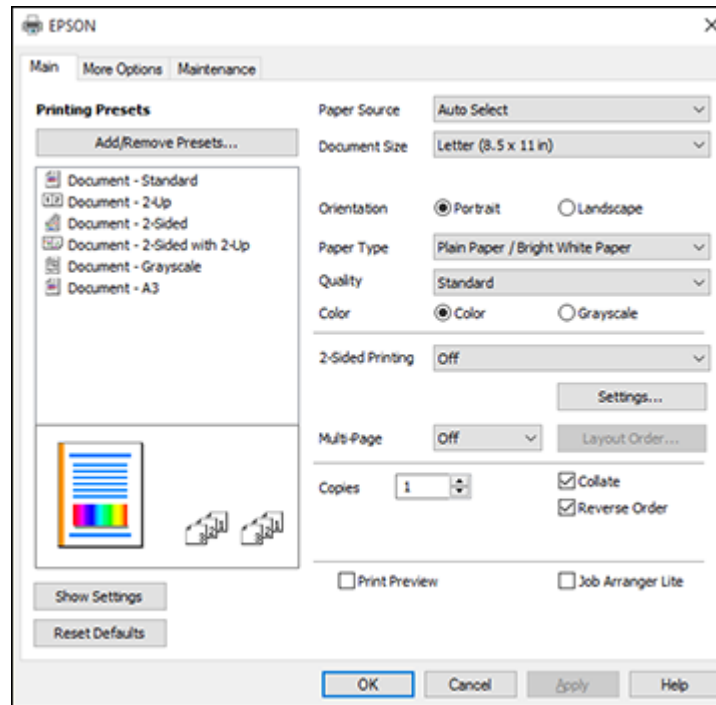 EPSON
Main More Options Maintenance
Printing Presets
Add/Remove Presets...
Document - Standard
Document - 2-Up
Document - 2-Sided
Document - 2-Sided with 2-Up
Document - Grayscale
Document - A3
Show Settings
Reset Defaults
Paper Source Auto Select
Document Size Letter (8.5 x 11 in)
Orientation Portrait Landscape
Paper Type Plain Paper / Bright White Paper
Quality Standard
Color Color Grayscale
2-Sided Printing Off
Settings...
Multi-Page Off Layout Order...
Copies 1 Collate
Reverse Order
Print Preview Job Arranger Lite
OK Cancel Apply Help